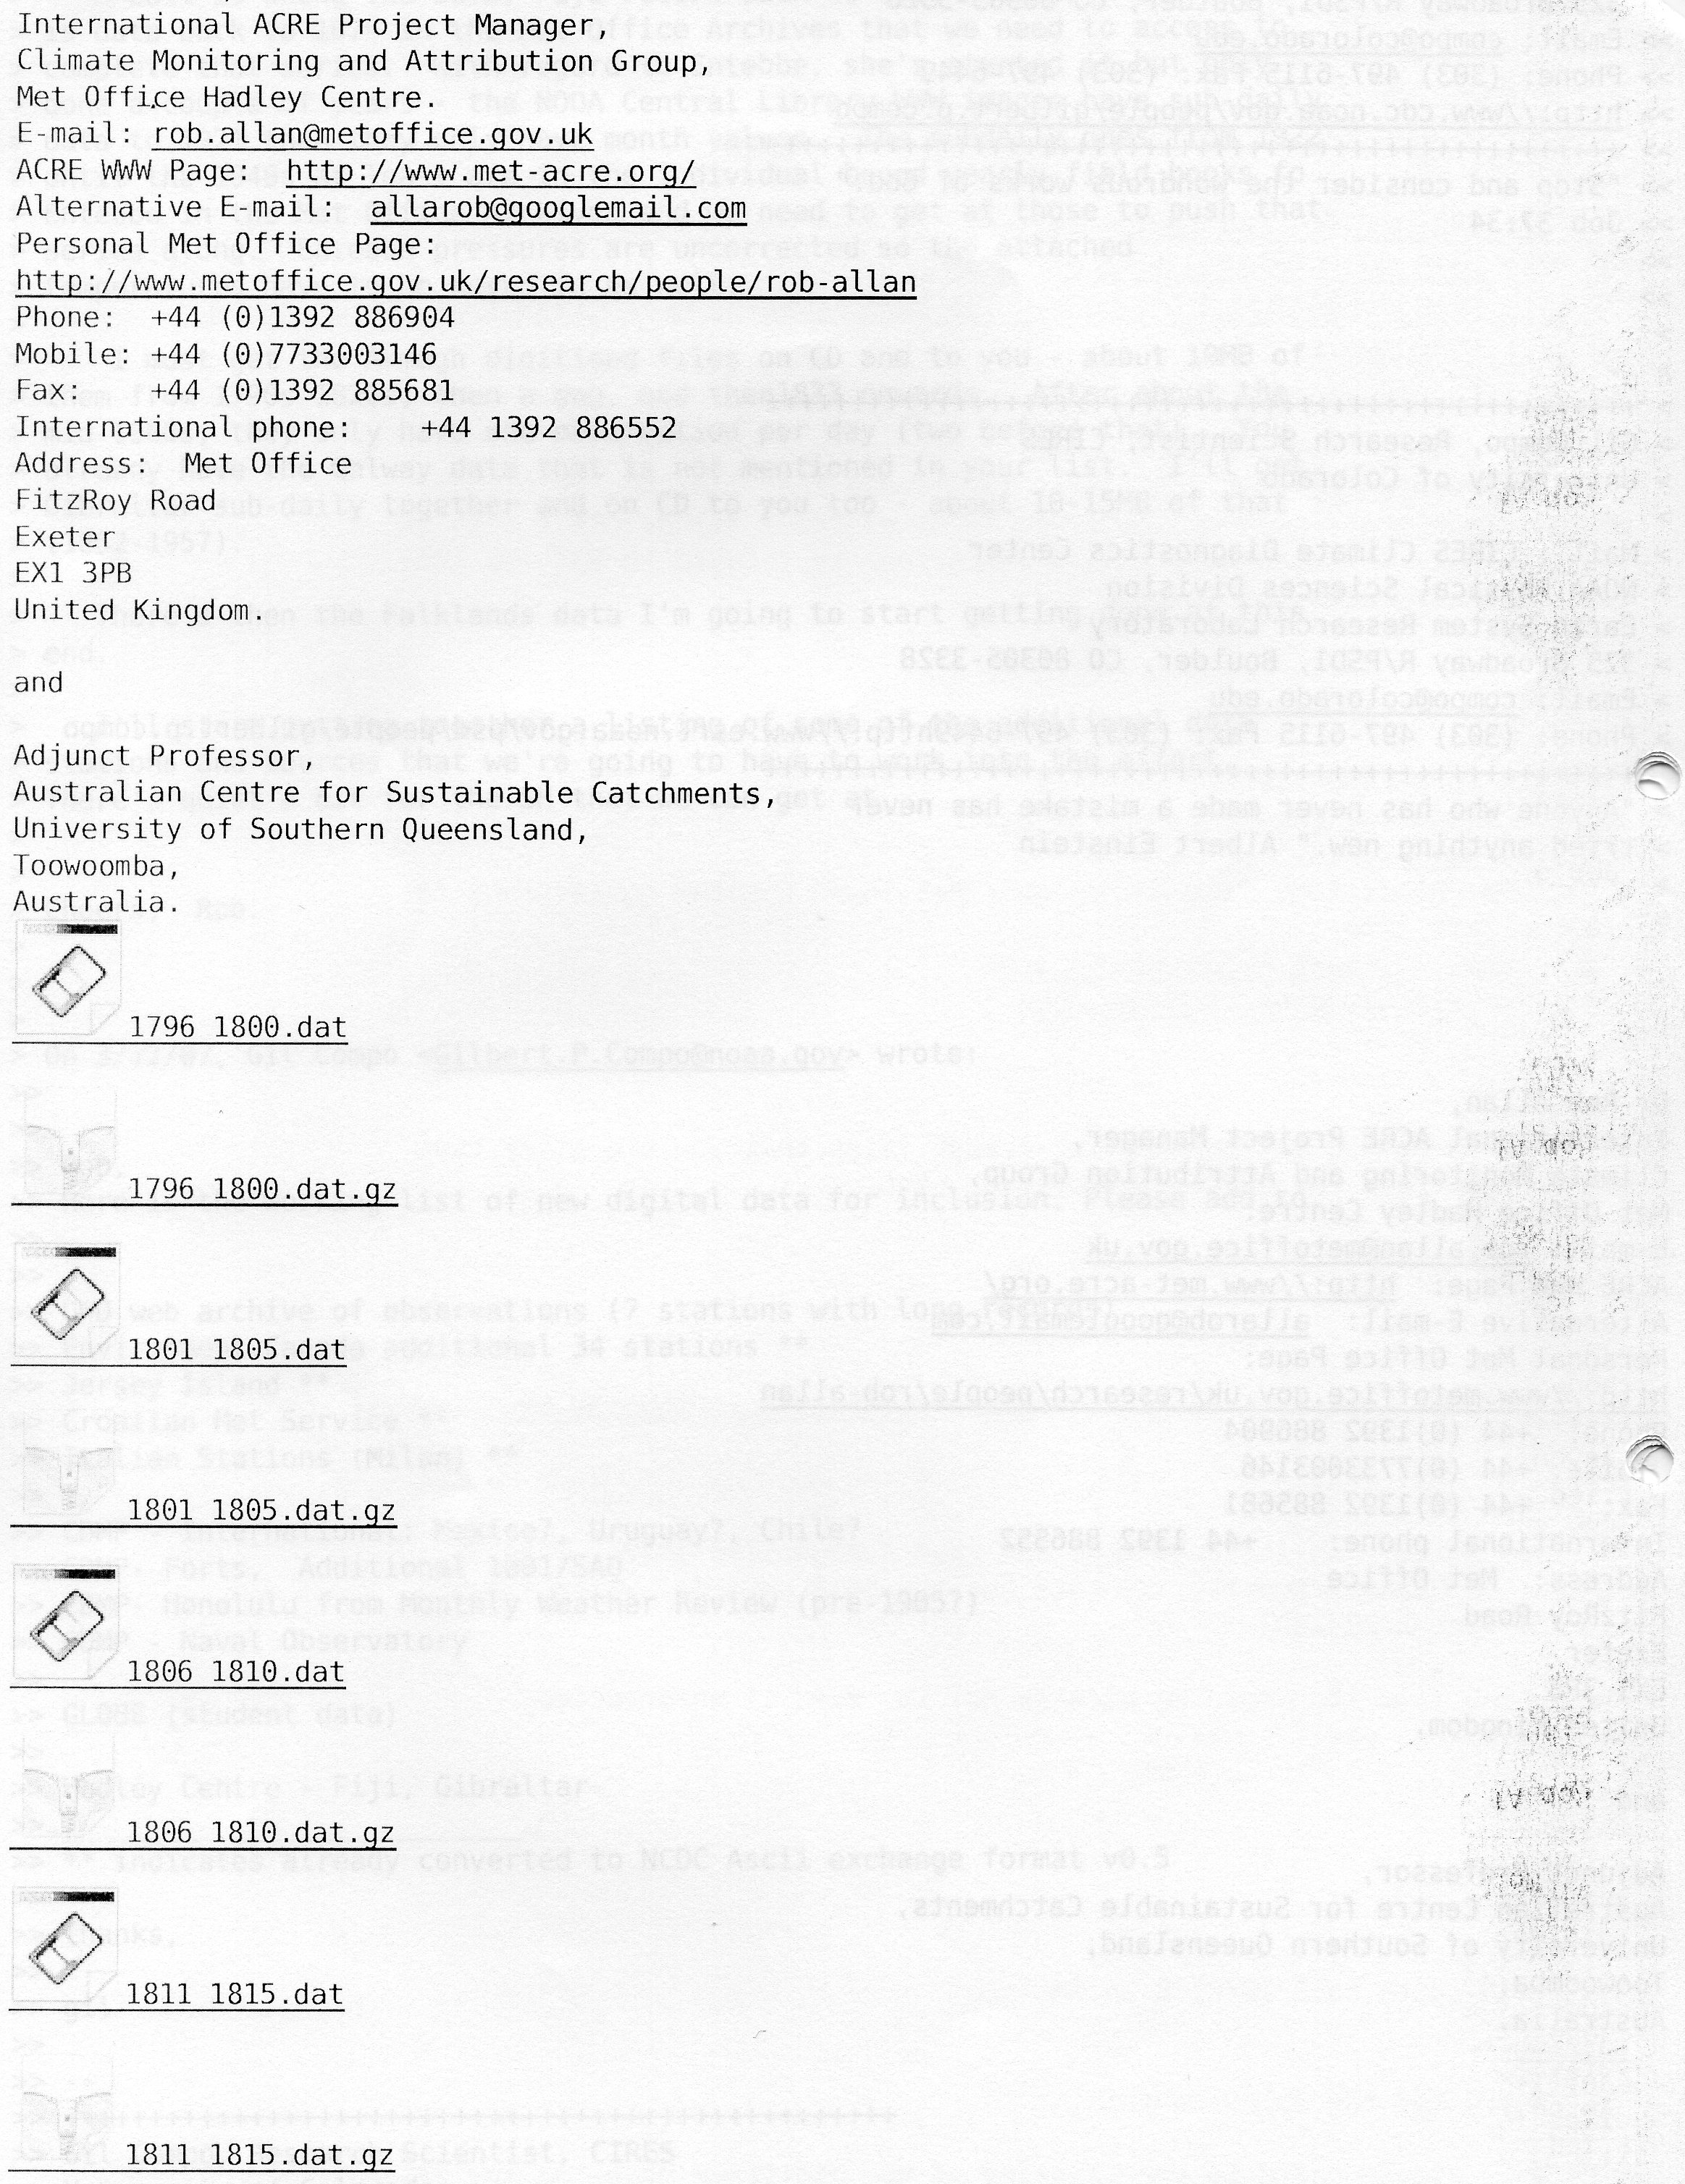 International ACRE Project Manager,
Climate Monitoring and Attribution Group,
Met Office Hadley Centre.
E-mail: rob.allan@metoffice.gov.uk
ACRE WWW Page:  http://www.met-acre.org/
Alternative E-mail:  allarob@googlemail.com
Personal Met Office Page:
http://www.metoffice.gov.uk/research/people/rob-allan
Phone:  +44 (0)1392 886904
Mobile: +44 (0)7733003146
Fax:    +44 (0)1392 885681
International phone:    +44 1392 886552
Address:  Met Office
FitzRoy Road
Exeter
EX1 3PB
United Kingdom.
and
Adjunct Professor,
Australian Centre for Sustainable Catchments,
University of Southern Queensland,
Toowoomba,
Australia.
1796 1800.dat
1796 1800.dat.gz
1801 1805.dat
1801 1805.dat.gz
1806 1810.dat
1806 1810.dat.gz
1811 1815.dat
1811 1815.dat.gz